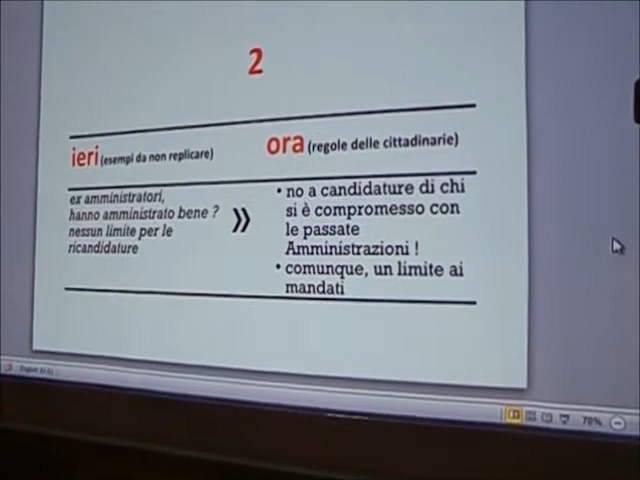 2
ieri (esempi da non replicare)
ora (regole delle cittadinarie)
ex amministratori,
hanno amministrato bene ?
nessun limite per le
ricandidature
»
• no a candidature di chi
si è compromesso con
le passate
Amministrazioni !
• comunque, un limite ai
mandati
78%